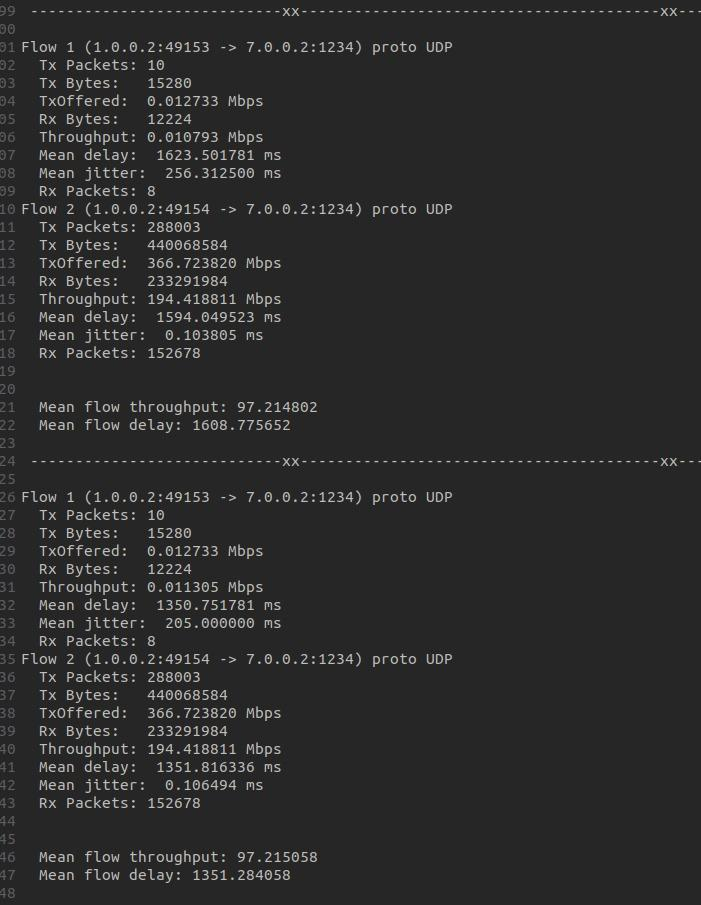 99 ----------------------------xx----------------------------------------xx---
00
01 Flow 1 (1.0.0.2:49153 -> 7.0.0.2:1234) proto UDP
02 Tx Packets: 10
03 Tx Bytes: 15280
04 TxOffered: 0.012733 Mbps
05 Rx Bytes: 12224
06 Throughput: 0.010793 Mbps
07 Mean delay: 1623.501781 ms
08 Mean jitter: 256.312500 ms
09 Rx Packets: 8
10 Flow 2 (1.0.0.2:49154 -> 7.0.0.2:1234) proto UDP
11 Tx Packets: 288003
12 Tx Bytes: 440068584
13 TxOffered: 366.723820 Mbps
14 Rx Bytes: 233291984
15 Throughput: 194.418811 Mbps
16 Mean delay: 1594.049523 ms
17 Mean jitter: 0.103805 ms
18 Rx Packets: 152678
19
20
21 Mean flow throughput: 97.214802
22 Mean flow delay: 1608.775652
23
24 ----------------------------xx----------------------------------------xx---
25
26 Flow 1 (1.0.0.2:49153 -> 7.0.0.2:1234) proto UDP
27 Tx Packets: 10
28 Tx Bytes: 15280
29 TxOffered: 0.012733 Mbps
30 Rx Bytes: 12224
31 Throughput: 0.011305 Mbps
32 Mean delay: 1350.751781 ms
33 Mean jitter: 205.000000 ms
34 Rx Packets: 8
35 Flow 2 (1.0.0.2:49154 -> 7.0.0.2:1234) proto UDP
36 Tx Packets: 288003
37 Tx Bytes: 440068584
38 TxOffered: 366.723820 Mbps
39 Rx Bytes: 233291984
40 Throughput: 194.418811 Mbps
41 Mean delay: 1351.816336 ms
42 Mean jitter: 0.106494 ms
43 Rx Packets: 152678
44
45
46 Mean flow throughput: 97.215058
47 Mean flow delay: 1351.284058
48